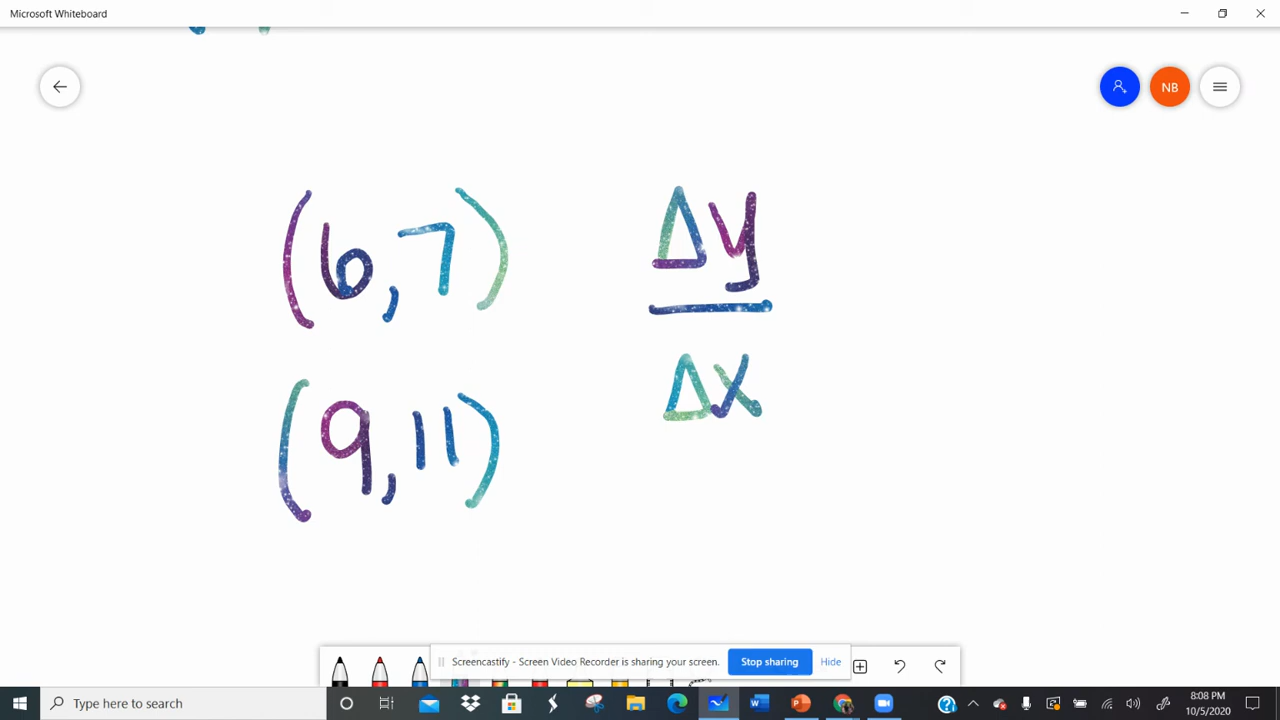 Microsoft Whiteboard
NB
(6,7)
Δy
Δx
(9,11)
Screencastify - Screen Video Recorder is sharing your screen.
Stop sharing
Hide
Type here to search
8:08 PM
10/5/2020